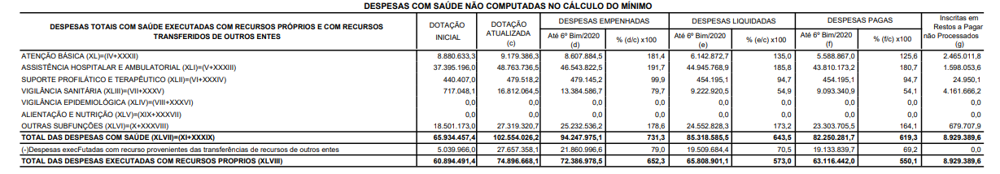 DESPESAS COM SAÚDE NÃO COMPUTADAS NO CÁLCULO DO MÍNIMO
DESPESAS TOTAIS COM SAÚDE EXECUTADAS COM RECURSOS PRÓPRIOS E COM RECURSOS TRANSFERIDOS DE OUTROS ENTES | DOTAÇÃO INICIAL | DOTAÇÃO ATUALIZADA (c) | DESPESAS EMPENHADAS | DESPESAS LIQUIDADAS | DESPESAS PAGAS | Inscritas em Restos a Pagar não Processados (g)
Até 6º Bim/2020 (d) | % (d/c) x100 | Até 6º Bim/2020 (e) | % (e/c) x100 | Até 6º Bim/2020 (f) | % (f/c) x100
ATENÇÃO BÁSICA (XL)=(IV+XXXII) 8.880.633,3 9.179.386,3 8.607.884,5 181,4 6.142.872,7 135,0 5.588.867,0 125,6 2.465.011,8
ASSISTÊNCIA HOSPITALAR E AMBULATORIAL (XLI)=(V+XXXIII) 37.395.196,0 48.763.736,5 46.543.822,5 191,7 44.945.768,9 185,8 43.810.173,2 180,7 1.598.053,6
SUPORTE PROFILÁTICO E TERAPÊUTICO (XLII)=(VI+XXXIV) 440.407,0 479.518,2 479.145,2 99,9 454.195,1 94,7 454.195,1 94,7 24.950,1
VIGILÂNCIA SANITÁRIA (XLIII)=(VII+XXXV) 717.048,1 16.812.064,5 13.384.586,7 79,7 9.222.920,5 54,9 9.093.340,9 54,1 4.161.666,2
VIGILÂNCIA EPIDEMIOLÓGICA (XLIV)=(VIII+XXXVI) 0,0 0,0 0,0 0,0 0,0 0,0 0,0 0,0 0,0
ALIENTAÇÃO E NUTRIÇÃO (XLV)=(XIX+XXXVII) 0,0 0,0 0,0 0,0 0,0 0,0 0,0 0,0 0,0
OUTRAS SUBFUNÇÕES (XLVI)=(X+XXXVIII) 18.501.173,0 27.319.320,7 25.232.536,2 178,6 24.552.828,3 173,2 23.303.705,5 164,1 679.707,9
TOTAL DAS DESPESAS COM SAÚDE (XLVII)=(XI+XXXIX) 65.934.457,4 102.554.026,2 94.247.975,1 731,3 85.318.585,5 643,5 82.250.281,7 619,3 8.929.389,6
(-)Despesas execFutadas com recurso provenientes das transferências de recursos de outro entes 5.039.966,0 27.657.358,1 21.860.996,6 79,0 19.509.684,4 70,5 19.133.839,7 69,2 0,0
TOTAL DAS DESPESAS EXECUTADAS COM RECURSOS PROPRIOS (XLVIII) 60.894.491,4 74.896.668,1 72.386.978,5 652,3 65.808.901,1 573,0 63.116.442,0 550,1 8.929.389,6